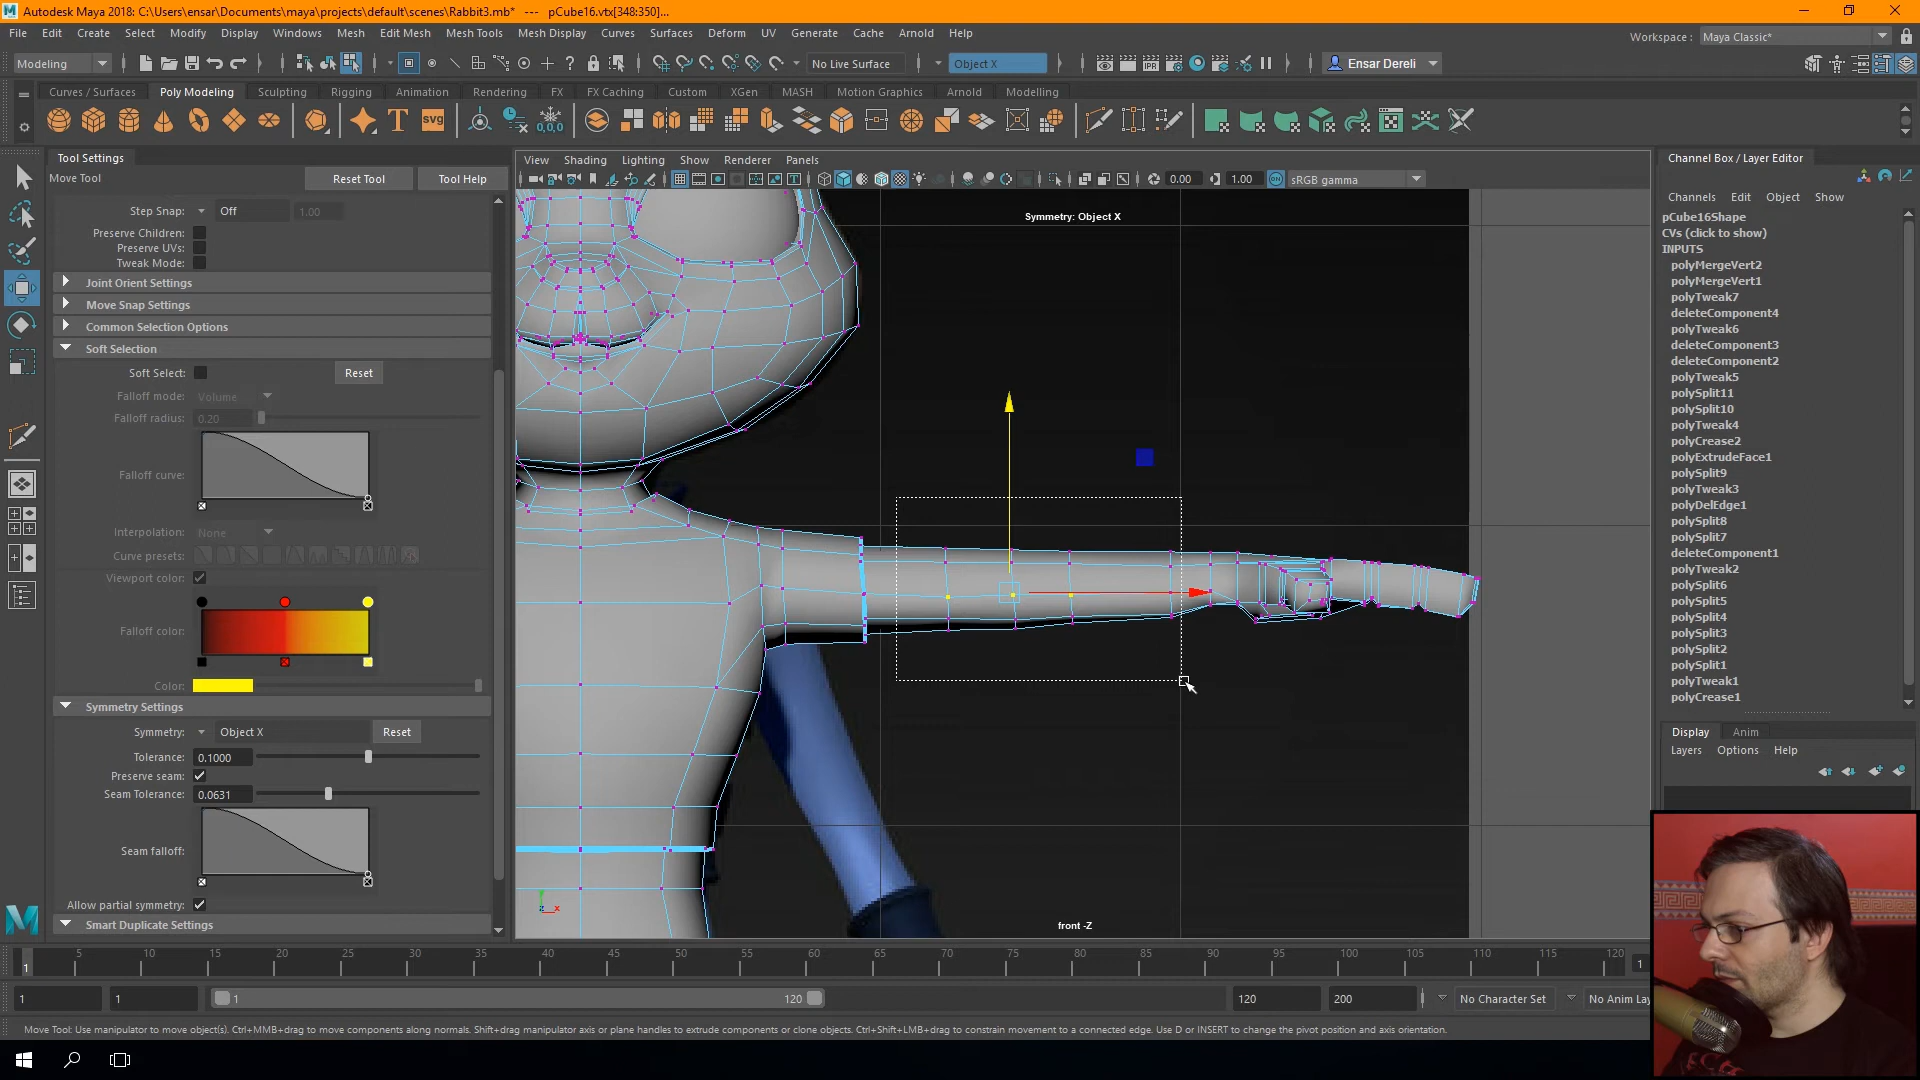 Autodesk Maya 2018: C:\Users\ensar\Documents\maya\projects\default\scenes\Rabbit3.mb* --- pCube16.vtx[348:350]...
File Edit Create Select Modify Display Windows Mesh Edit Mesh Mesh Tools Mesh Display Curves Surfaces Deform UV Generate Cache Arnold Help
Workspace : Maya Classic*
Modeling No Live Surface Object X Ensar Dereli
Curves / Surfaces Poly Modeling Sculpting Rigging Animation Rendering FX FX Caching Custom XGen MASH Motion Graphics Arnold Modeling
svg
0,0,0
IPR
Tool Settings
Move Tool Reset Tool Tool Help
Step Snap: Off 1.00
Preserve Children:
Preserve UVs:
Tweak Mode:
Joint Orient Settings
Move Snap Settings
Common Selection Options
Soft Selection
Soft Select: Reset
Falloff mode: Volume
Falloff radius: 0.20
Falloff curve:
Interpolation: None
Curve presets:
Viewport color:
Falloff color:
Color:
Symmetry Settings
Symmetry: Object X Reset
Tolerance: 0.1000
Preserve seam:
Seam Tolerance: 0.0631
Seam falloff:
Allow partial symmetry:
Smart Duplicate Settings
View Shading Lighting Show Renderer Panels
0.00 1.00 sRGB gamma
Symmetry: Object X
front -Z
Channel Box / Layer Editor
Channels Edit Object Show
pCube16Shape
CVs (click to show)
INPUTS
polyMergeVert2
polyMergeVert1
polyTweak7
deleteComponent4
polyTweak6
deleteComponent3
deleteComponent2
polyTweak5
polySplit11
polySplit10
polyTweak4
polyCrease2
polyExtrudeFace1
polySplit9
polyTweak3
polyDelEdge1
polySplit8
polySplit7
deleteComponent1
polyTweak2
polySplit6
polySplit5
polySplit4
polySplit3
polySplit2
polySplit1
polyTweak1
polyCrease1
Display Anim
Layers Options Help
1 5 10 15 20 25 30 35 40 45 50 55 60 65 70 75 80 85 90 95 100 105 110 115 120 1
1 1 1 120 120 200 No Character Set No Anim Lay
Move Tool: Use manipulator to move object(s). Ctrl+MMB+drag to move components along normals. Shift+drag manipulator axis or plane handles to extrude components or clone objects. Ctrl+Shift+LMB+drag to constrain movement to a connected edge. Use D or INSERT to change the pivot position and axis orientation.